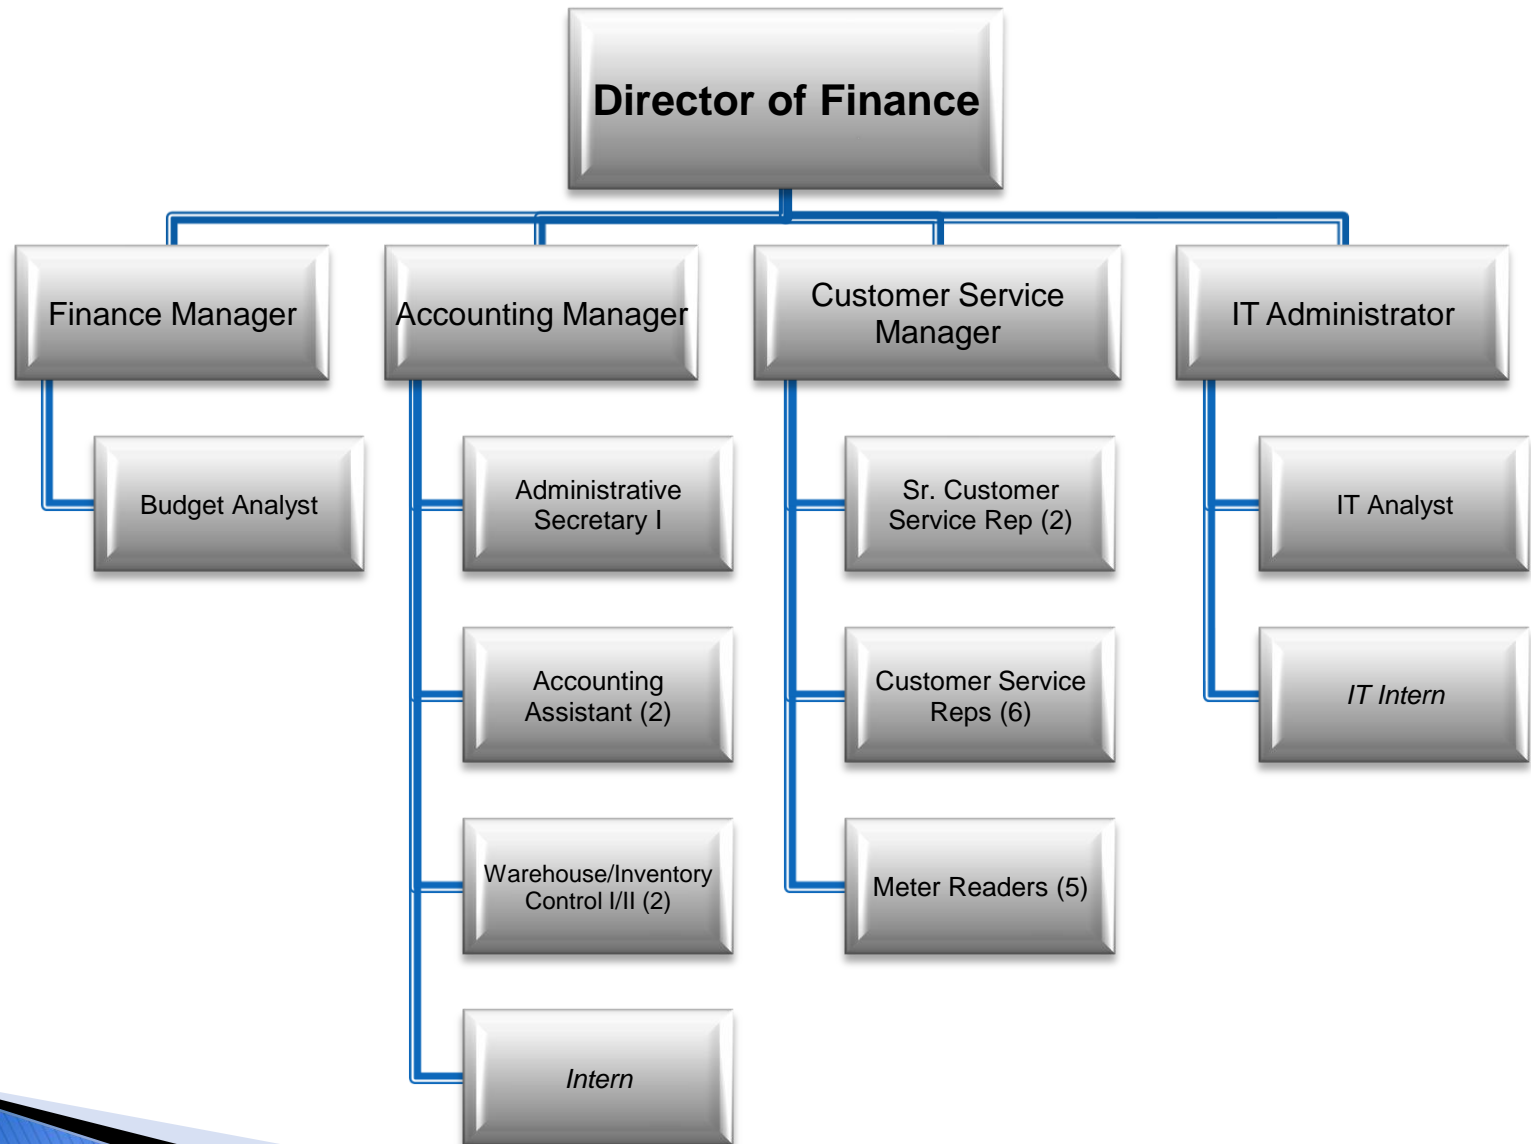 Director of Finance
Finance Manager
Accounting Manager
Customer Service
Manager
IT Administrator
Budget Analyst
Administrative
Secretary I
Sr. Customer
Service Rep (2)
IT Analyst
Accounting
Assistant (2)
Customer Service
Reps (6)
IT Intern
Warehouse/Inventory
Control I/II (2)
Meter Readers (5)
Intern